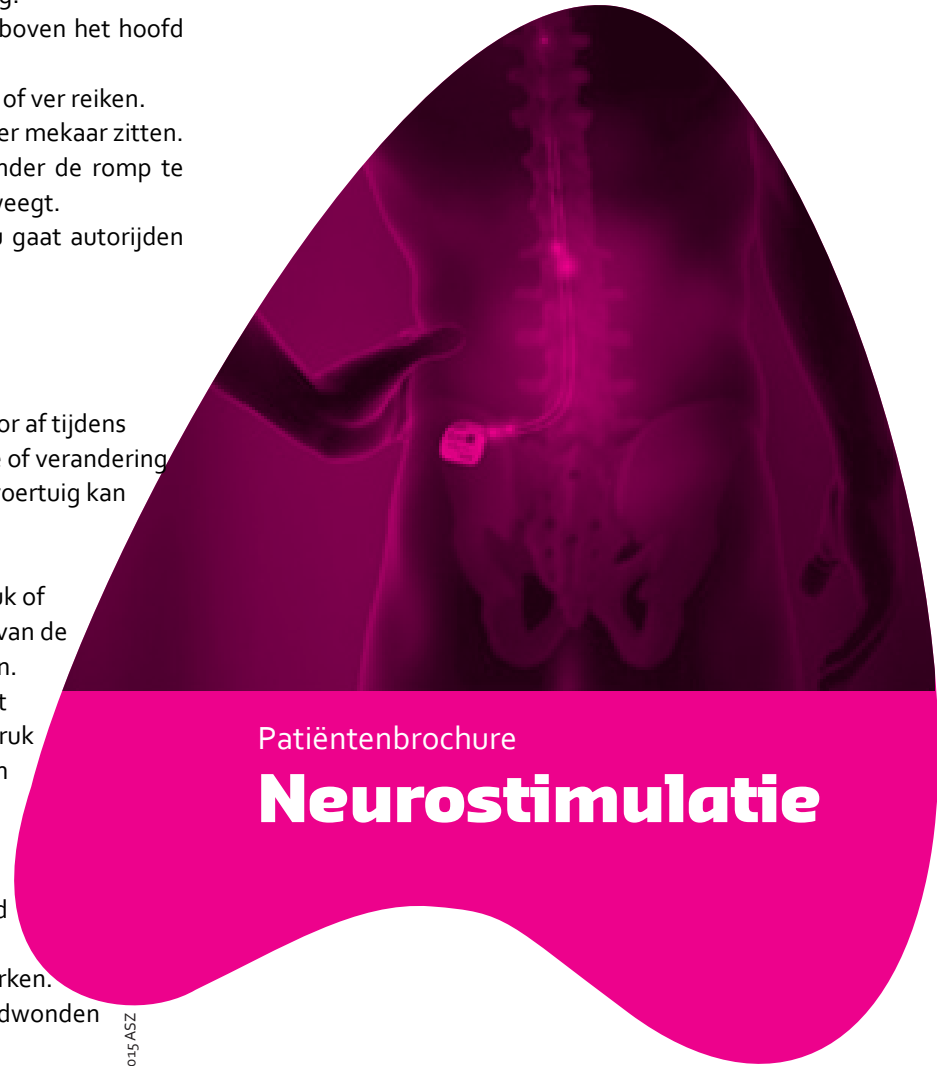 g.
boven het hoofd
of ver reiken.
er mekaar zitten.
nder de romp te
weegt.
u gaat autorijden
or af tijdens
e of verandering
voertuig kan
uk of
van de
n.
t
ruk
n
d
rken.
dwonden
015 ASZ
Patiëntenbrochure
Neurostimulatie